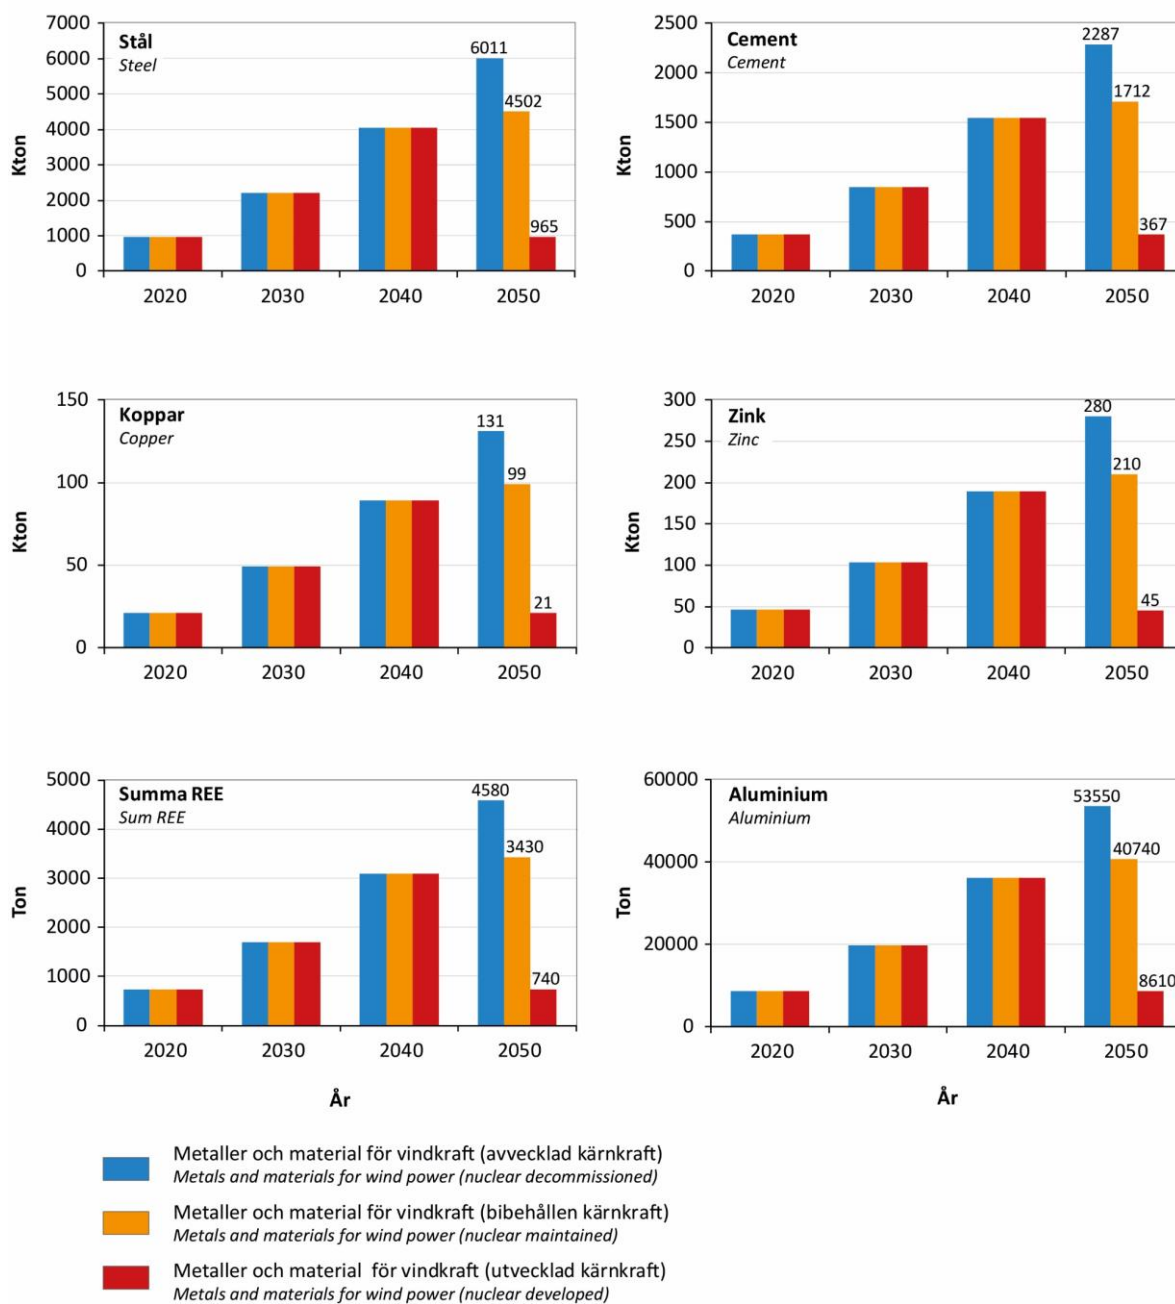 Stål
Steel
Kton
7000
6000
5000
4000
3000
2000
1000
0
6011
4502
965
2020 2030 2040 2050
Cement
Cement
Kton
2500
2000
1500
1000
500
0
2287
1712
367
2020 2030 2040 2050
Koppar
Copper
Kton
150
100
50
0
131
99
21
2020 2030 2040 2050
Zink
Zinc
Kton
300
250
200
150
100
50
0
280
210
45
2020 2030 2040 2050
Summa REE
Sum REE
Ton
5000
4000
3000
2000
1000
0
4580
3430
740
2020 2030 2040 2050
År
Aluminium
Aluminium
Ton
60000
40000
20000
0
53550
40740
8610
2020 2030 2040 2050
År
Metaller och material för vindkraft (avvecklad kärnkraft)
Metals and materials for wind power (nuclear decommissioned)
Metaller och material för vindkraft (bibehållen kärnkraft)
Metals and materials for wind power (nuclear maintained)
Metaller och material för vindkraft (utvecklad kärnkraft)
Metals and materials for wind power (nuclear developed)